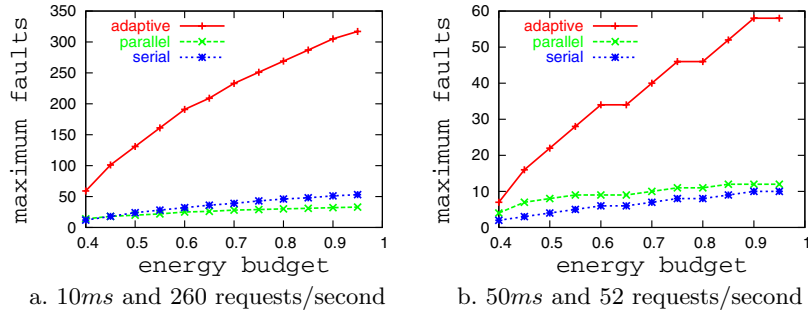 350
300
250
200
150
100
50
0
maximum faults
adaptive
parallel
serial
0.4 0.5 0.6 0.7 0.8 0.9 1
energy budget
a. 10ms and 260 requests/second
60
50
40
30
20
10
0
maximum faults
adaptive
parallel
serial
0.4 0.5 0.6 0.7 0.8 0.9 1
energy budget
b. 50ms and 52 requests/second